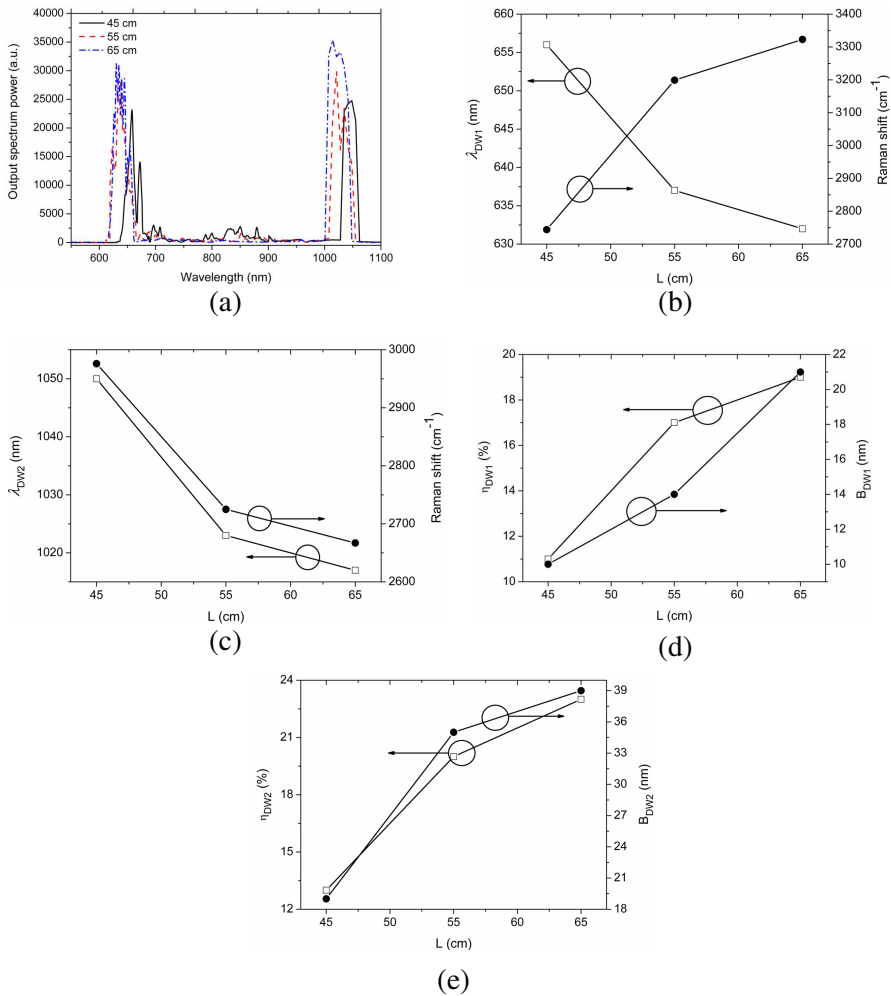 45 cm
55 cm
65 cm
Output spectrum power (a.u.)
40000
35000
30000
25000
20000
15000
10000
5000
0
600 700 800 900 1000 1100
Wavelength (nm)
(a)
λDW1 (nm)
660
655
650
645
640
635
630
3400
3300
3200
3100
3000
2900
2800
2700
Raman shift (cm⁻¹)
45 50 55 60 65
L (cm)
(b)
λDW2 (nm)
1050
1040
1030
1020
3000
2900
2800
2700
2600
Raman shift (cm⁻¹)
45 50 55 60 65
L (cm)
(c)
ηDW1 (%)
20
19
18
17
16
14
13
12
11
10
22
21
20
18
16
14
12
10
BDW1 (nm)
45 50 55 60 65
L (cm)
(d)
ηDW2 (%)
24
21
18
15
12
39
36
33
30
27
24
21
18
BDW2 (nm)
45 50 55 60 65
L (cm)
(e)